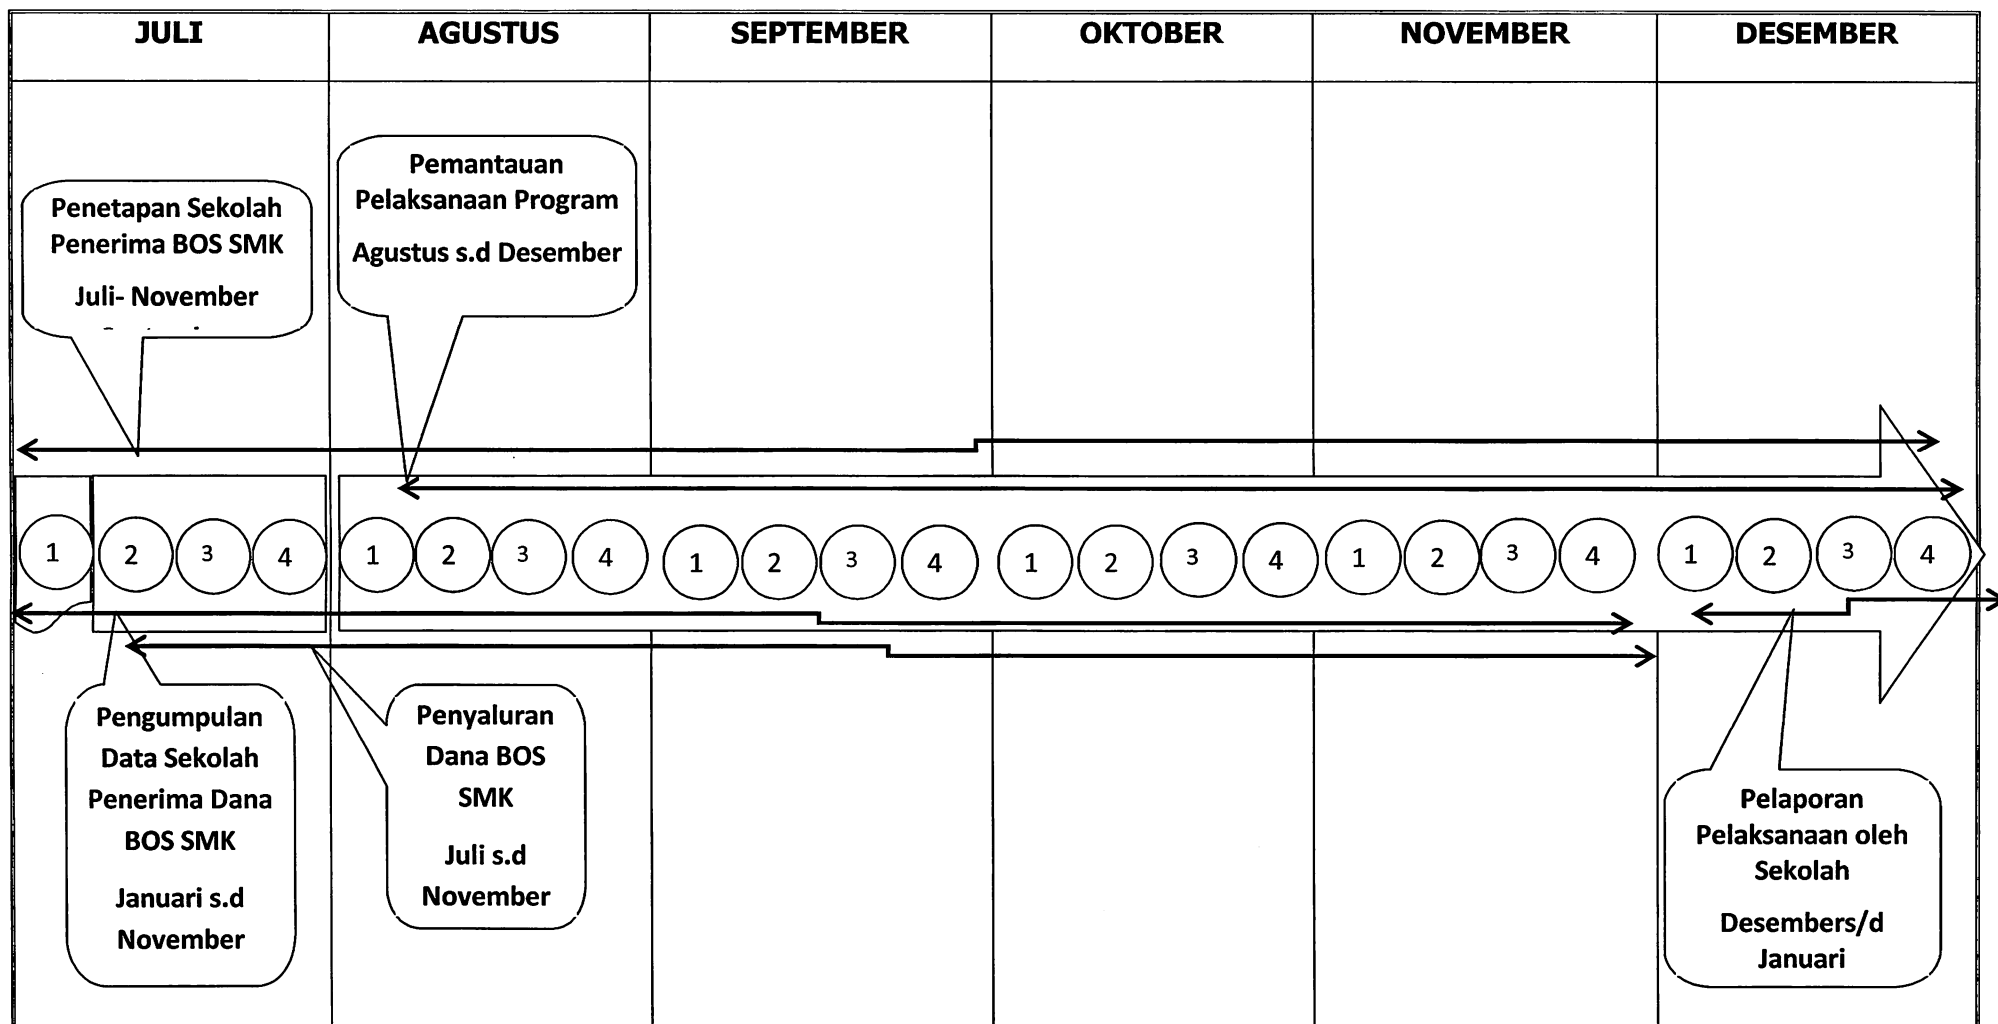 JULI
AGUSTUS
SEPTEMBER
OKTOBER
NOVEMBER
DESEMBER
Penetapan Sekolah
Penerima BOS SMK
Juli- November
Pemantauan
Pelaksanaan Program
Agustus s.d Desember
1 2 3 4 1 2 3 4 1 2 3 4 1 2 3 4 1 2 3 4 1 2 3 4
Pengumpulan
Data Sekolah
Penerima Dana
BOS SMK
Januari s.d
November
Penyaluran
Dana BOS
SMK
Juli s.d
November
Pelaporan
Pelaksanaan oleh
Sekolah
Desembers/d
Januari